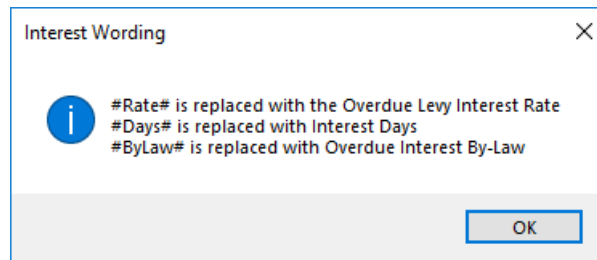 Interest Wording
#Rate# is replaced with the Overdue Levy Interest Rate
#Days# is replaced with Interest Days
#ByLaw# is replaced with Overdue Interest By-Law
OK